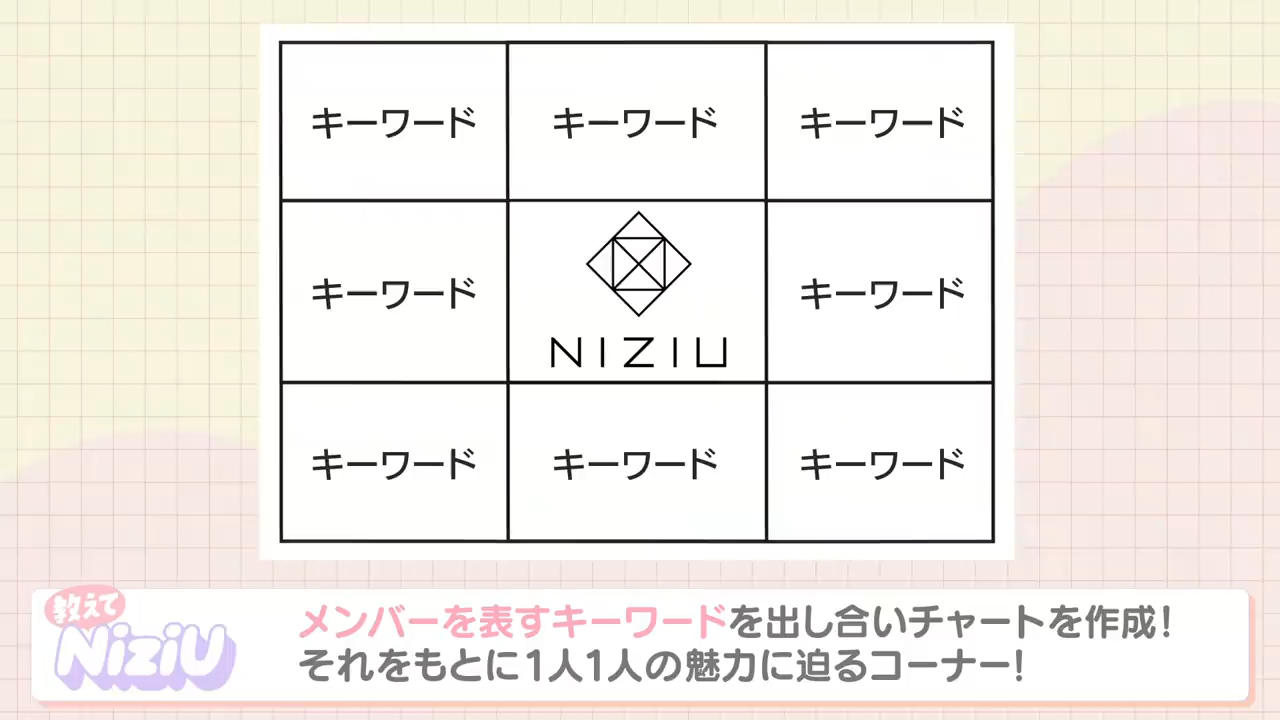 キーワード キーワード キーワード
キーワード NIZIU キーワード
キーワード キーワード キーワード
教えて
NiziU
メンバーを表すキーワードを出し合いチャートを作成!
それをもとに1人1人の魅力に迫るコーナー!